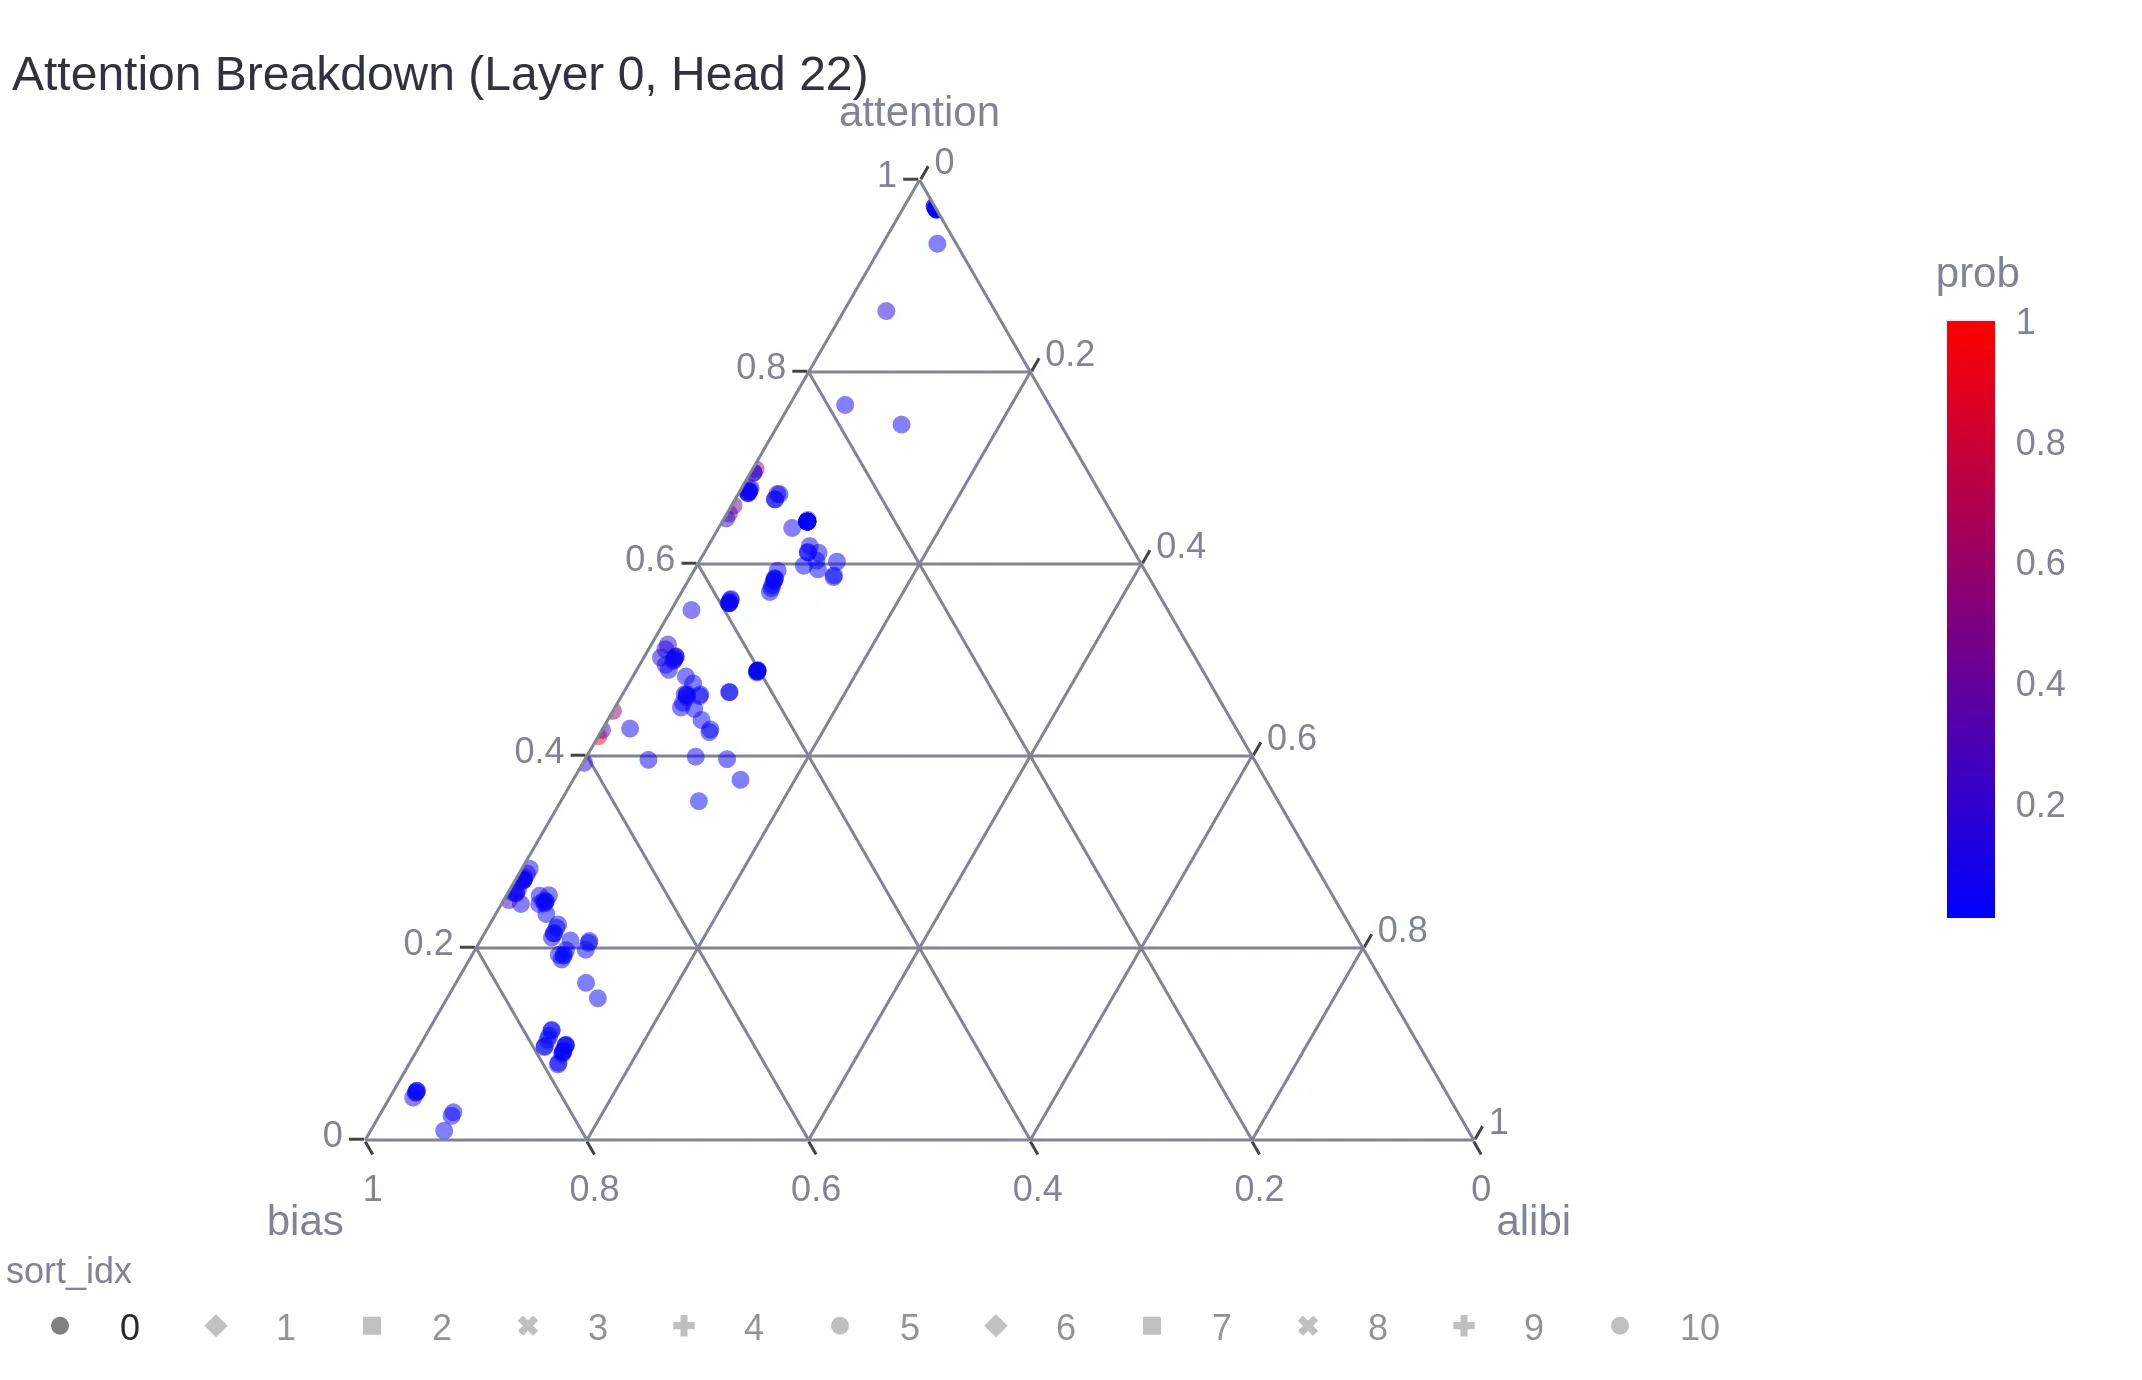 Attention Breakdown (Layer 0, Head 22)
attention
1 0
prob
1
0.8 0.2
0.8
0.6 0.4
0.6
0.4 0.6
0.4
0.2 0.8
0.2
0 1
1 0.8 0.6 0.4 0.2 0
bias alibi
sort_idx
0 1 2 3 4 5 6 7 8 9 10